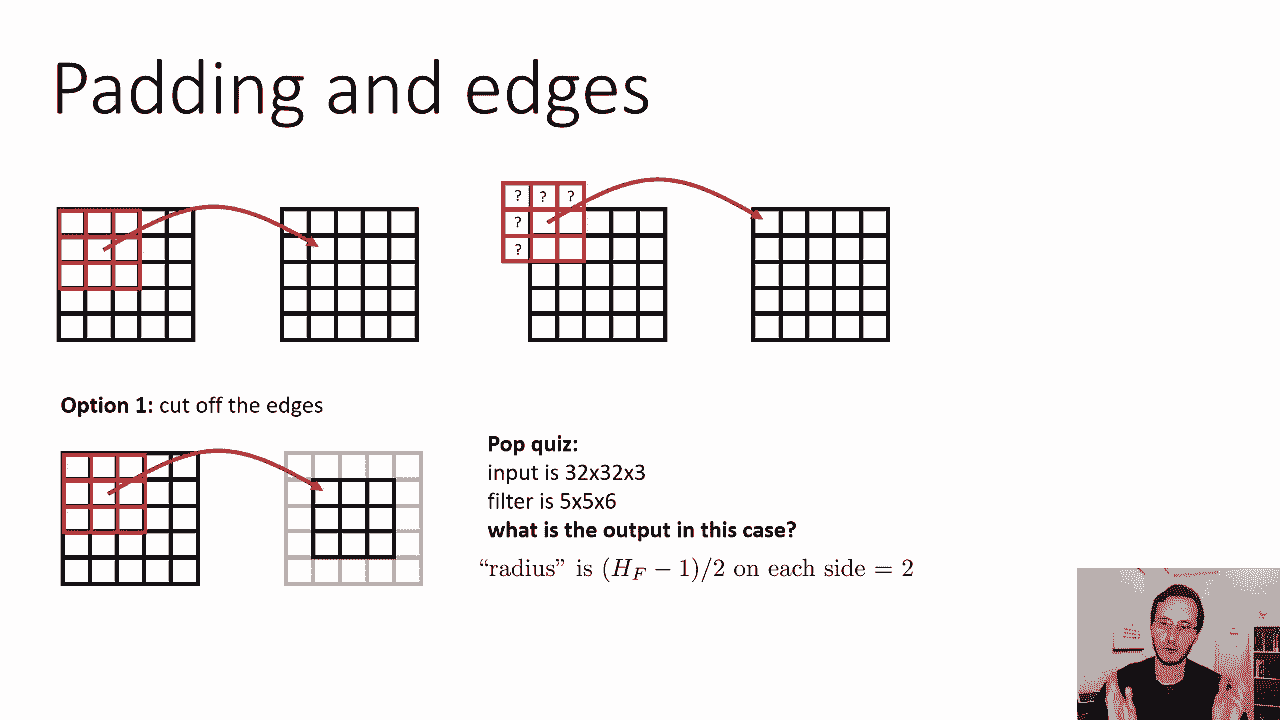 Padding and edges
? ? ?
?
?
Option 1: cut off the edges
Pop quiz:
input is 32x32x3
filter is 5x5x6
what is the output in this case?
“radius” is (H_F − 1)/2 on each side = 2